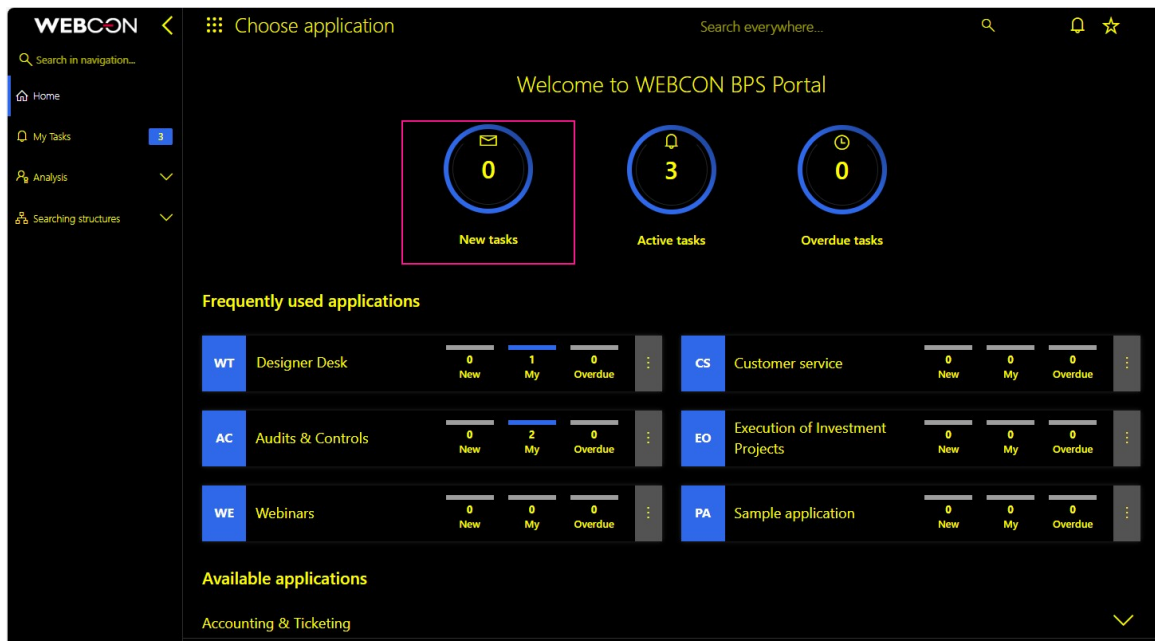 WEBCON
Choose application
Search everywhere...
Search in navigation...
Home
My Tasks 3
Analysis
Searching structures
Welcome to WEBCON BPS Portal
0 3 0
New tasks Active tasks Overdue tasks
Frequently used applications
WT Designer Desk 0 1 0
New My Overdue
CS Customer service 0 0 0
New My Overdue
AC Audits & Controls 0 2 0
New My Overdue
EO Execution of Investment
Projects
0 0 0
New My Overdue
WE Webinars 0 0 0
New My Overdue
PA Sample application 0 0 0
New My Overdue
Available applications
Accounting & Ticketing